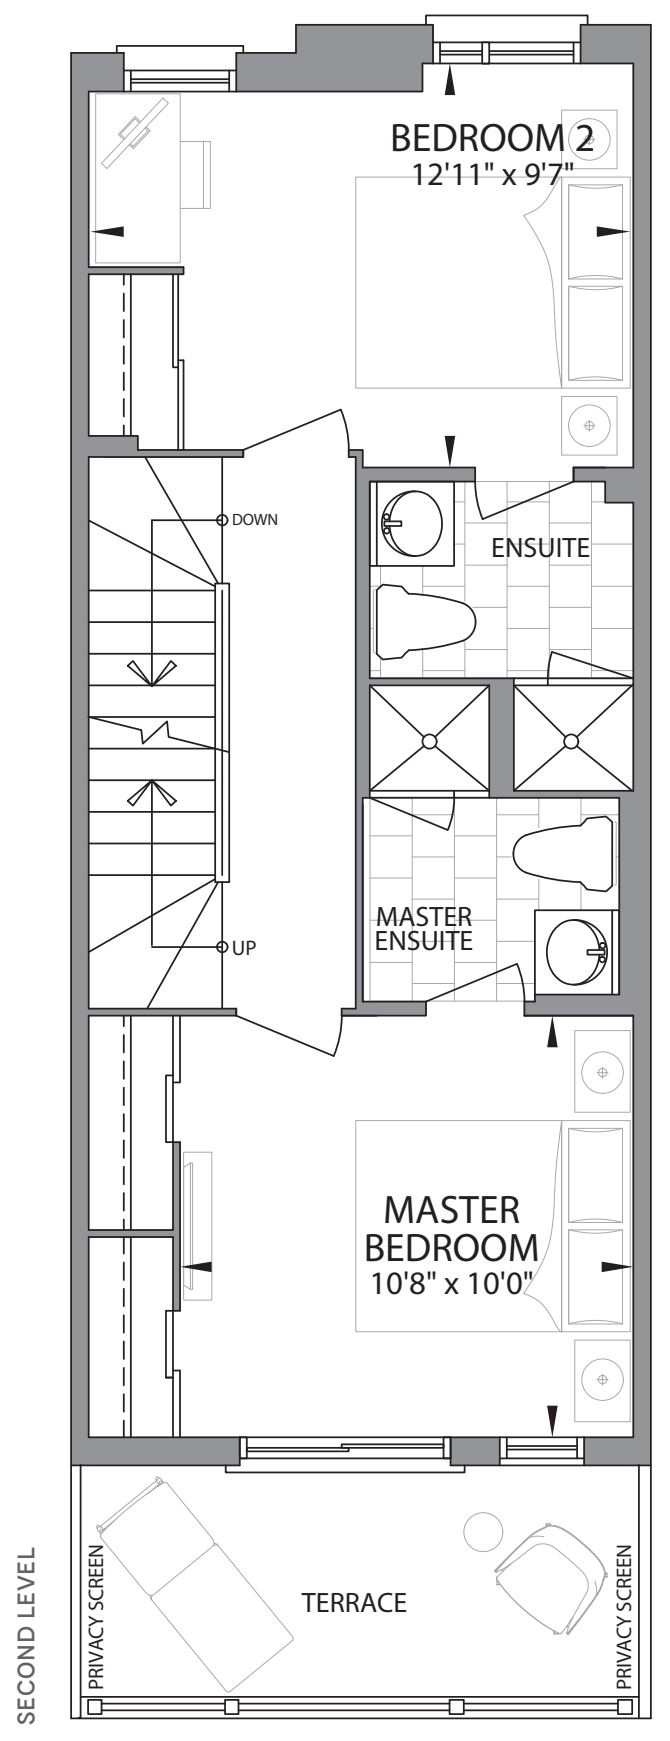 BEDROOM 2
12'11" x 9'7"
DOWN
ENSUITE
MASTER
ENSUITE
UP
MASTER
BEDROOM
10'8" x 10'0"
SECOND LEVEL
PRIVACY SCREEN
TERRACE
PRIVACY SCREEN